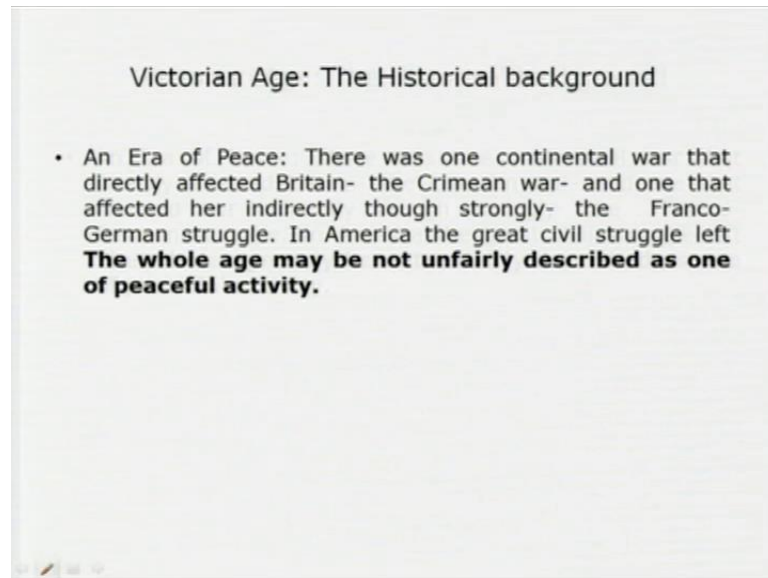 Victorian Age: The Historical background
• An Era of Peace: There was one continental war that
directly affected Britain- the Crimean war- and one that
affected her indirectly though strongly- the Franco-
German struggle. In America the great civil struggle left
The whole age may be not unfairly described as one
of peaceful activity.